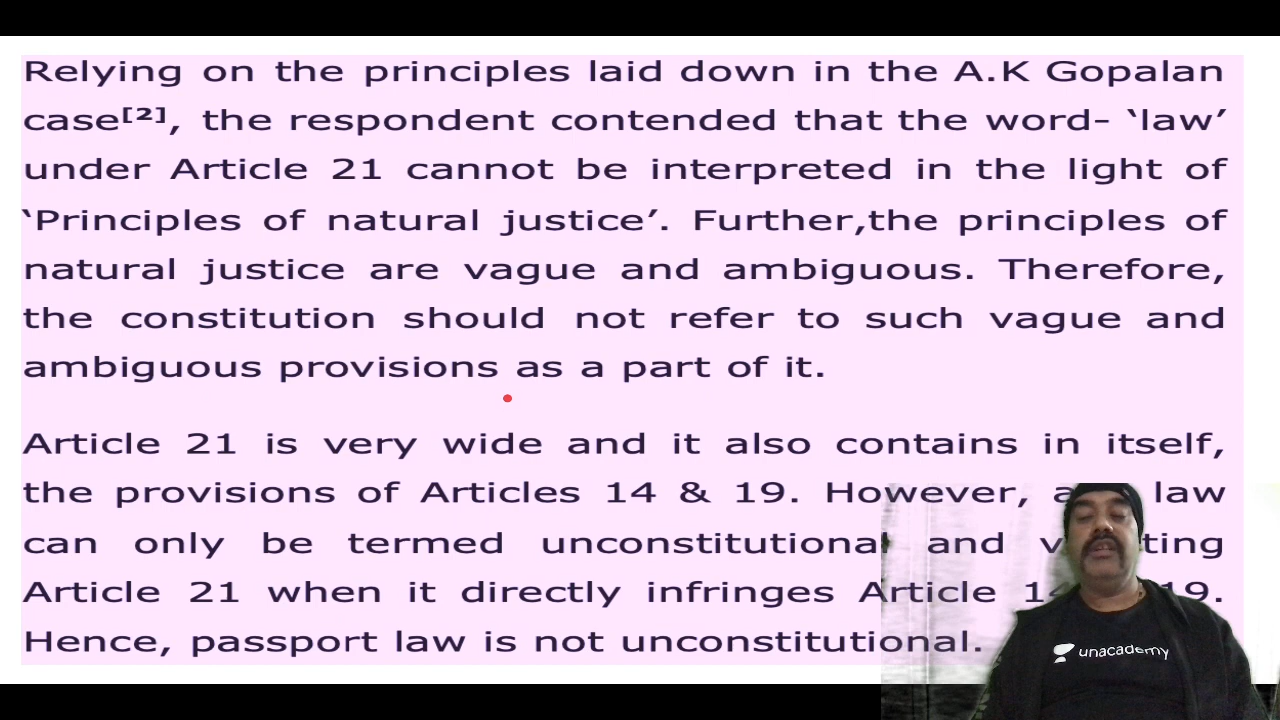 Relying on the principles laid down in the A.K Gopalan
case[2], the respondent contended that the word- ‘law’
under Article 21 cannot be interpreted in the light of
‘Principles of natural justice’. Further,the principles of
natural justice are vague and ambiguous. Therefore,
the constitution should not refer to such vague and
ambiguous provisions as a part of it.
Article 21 is very wide and it also contains in itself,
the provisions of Articles 14 & 19. However, law
can only be termed unconstitutional and
Article 21 when it directly infringes Article 14 19.
Hence, passport law is not unconstitutional.
unacademy